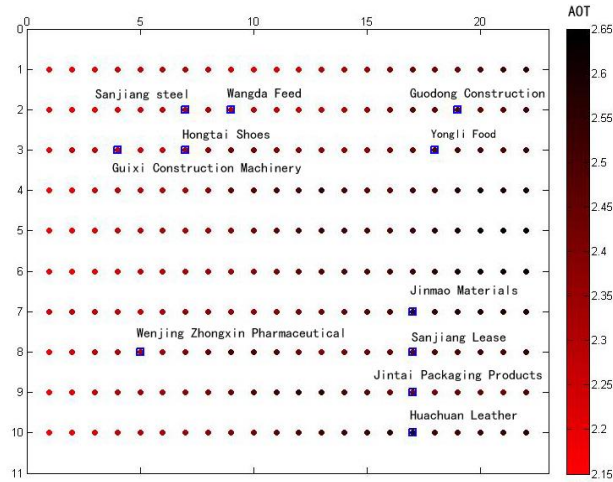 AOT
0 5 10 15 20
0
1
2
3
4
5
6
7
8
9
10
11
Sanjiang steel
Wangda Feed
Guodong Construction
Hongtai Shoes
Yongli Food
Guixi Construction Machinery
Jinmao Materials
Wenjing Zhongxin Pharmaceutical
Sanjiang Lease
Jintai Packaging Products
Huachuan Leather
2.65
2.6
2.55
2.5
2.45
2.4
2.35
2.3
2.25
2.2
2.15